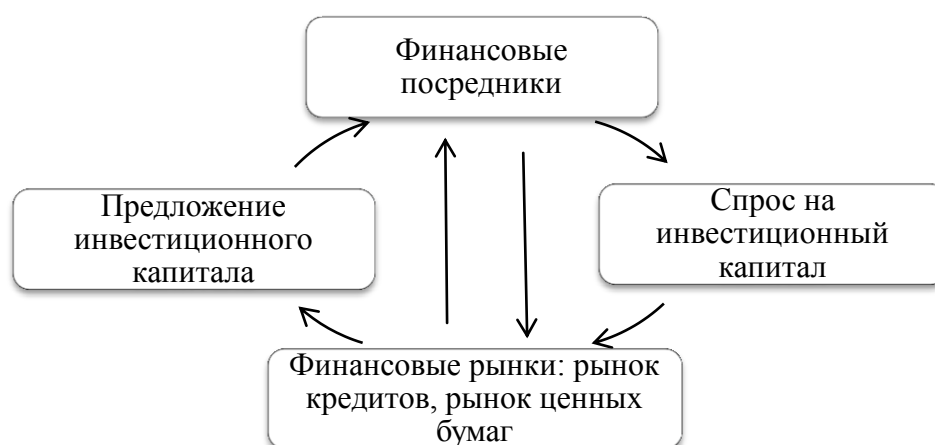 Финансовые
посредники
Предложение
инвестиционного
капитала
Спрос на
инвестиционный
капитал
Финансовые рынки: рынок
кредитов, рынок ценных
бумаг